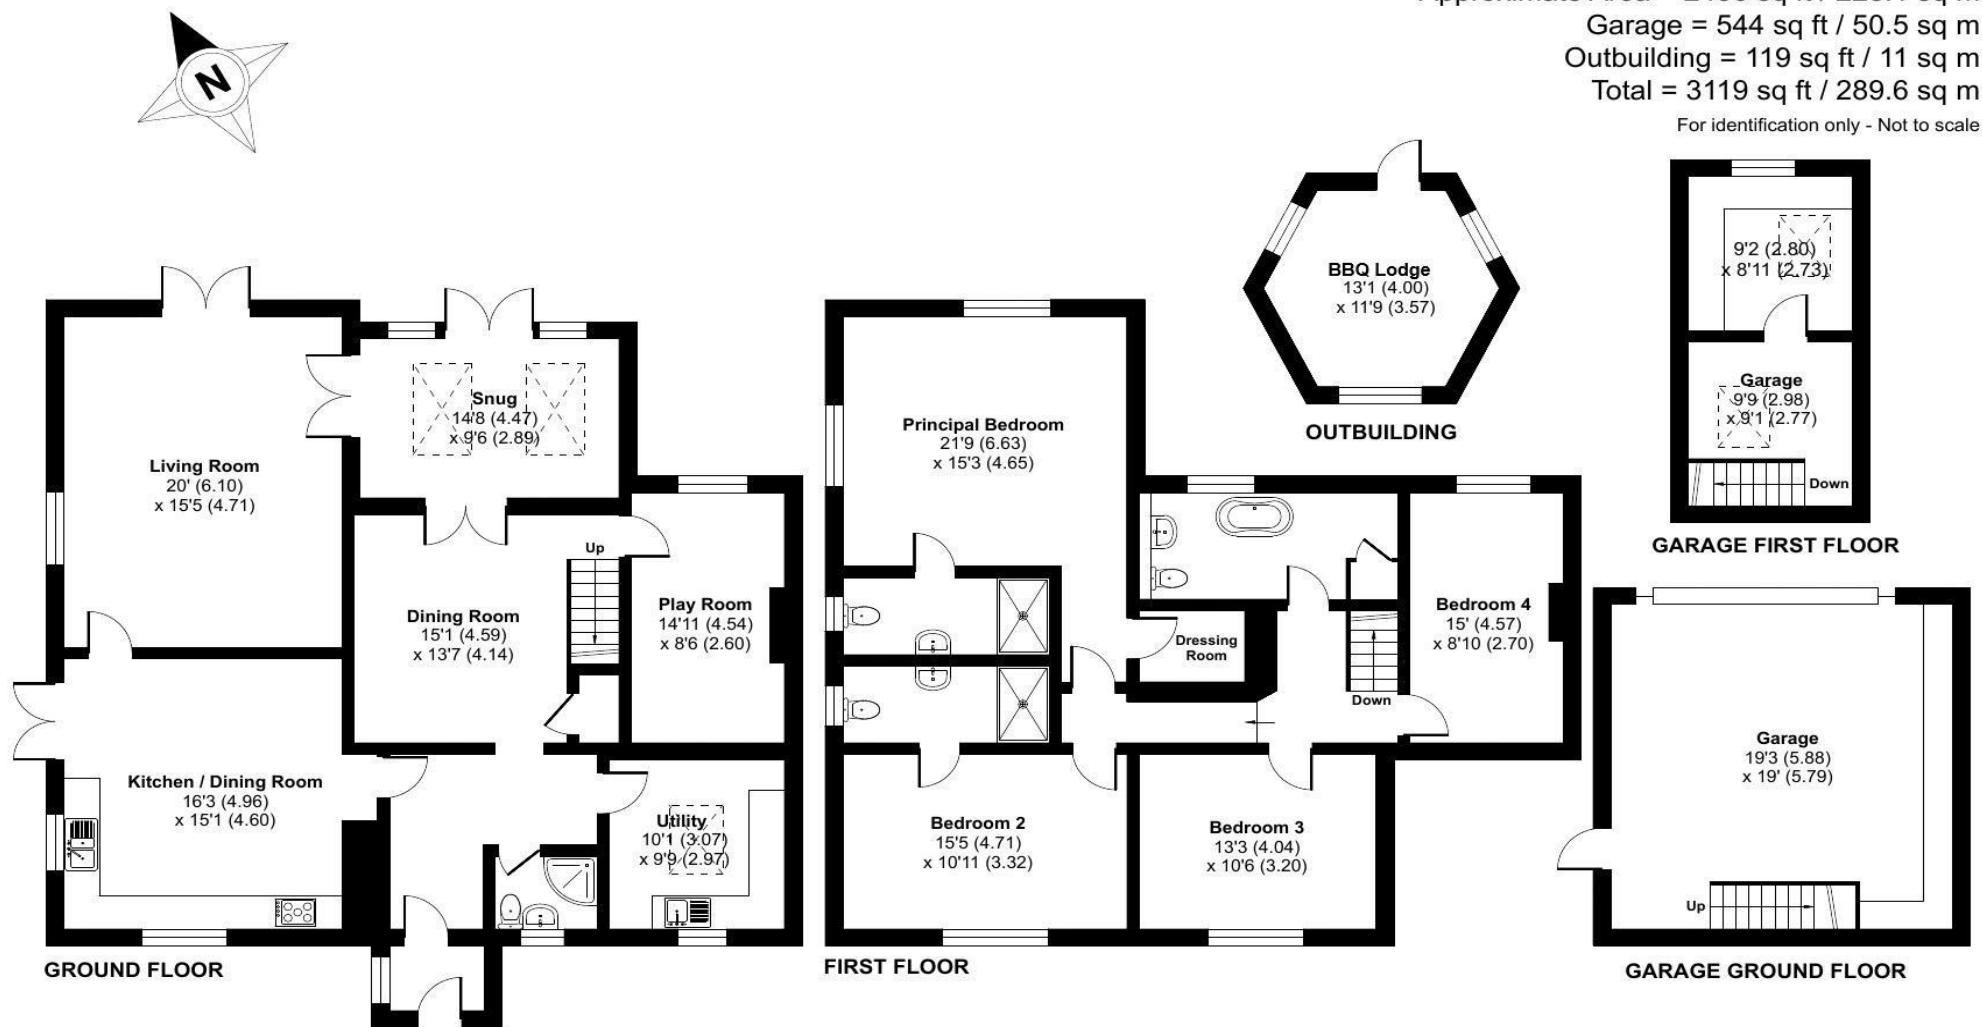 Garage = 544 sq ft / 50.5 sq m
Outbuilding = 119 sq ft / 11 sq m
Total = 3119 sq ft / 289.6 sq m
For identification only - Not to scale
N
BBQ Lodge
13'1 (4.00)
x 11'9 (3.57)
OUTBUILDING
9'2 (2.80)
x 8'11 (2.73)
Garage
9'9 (2.98)
x 9'1 (2.77)
Down
GARAGE FIRST FLOOR
Living Room
20' (6.10)
x 15'5 (4.71)
Snug
14'8 (4.47)
x 9'6 (2.89)
Up
Dining Room
15'1 (4.59)
x 13'7 (4.14)
Play Room
14'11 (4.54)
x 8'6 (2.60)
Kitchen / Dining Room
16'3 (4.96)
x 15'1 (4.60)
Utility
10'1 (3.07)
x 9'9 (2.97)
GROUND FLOOR
Principal Bedroom
21'9 (6.63)
x 15'3 (4.65)
Dressing
Room
Down
Bedroom 4
15' (4.57)
x 8'10 (2.70)
Bedroom 2
15'5 (4.71)
x 10'11 (3.32)
Bedroom 3
13'3 (4.04)
x 10'6 (3.20)
FIRST FLOOR
Garage
19'3 (5.88)
x 19' (5.79)
Up
GARAGE GROUND FLOOR